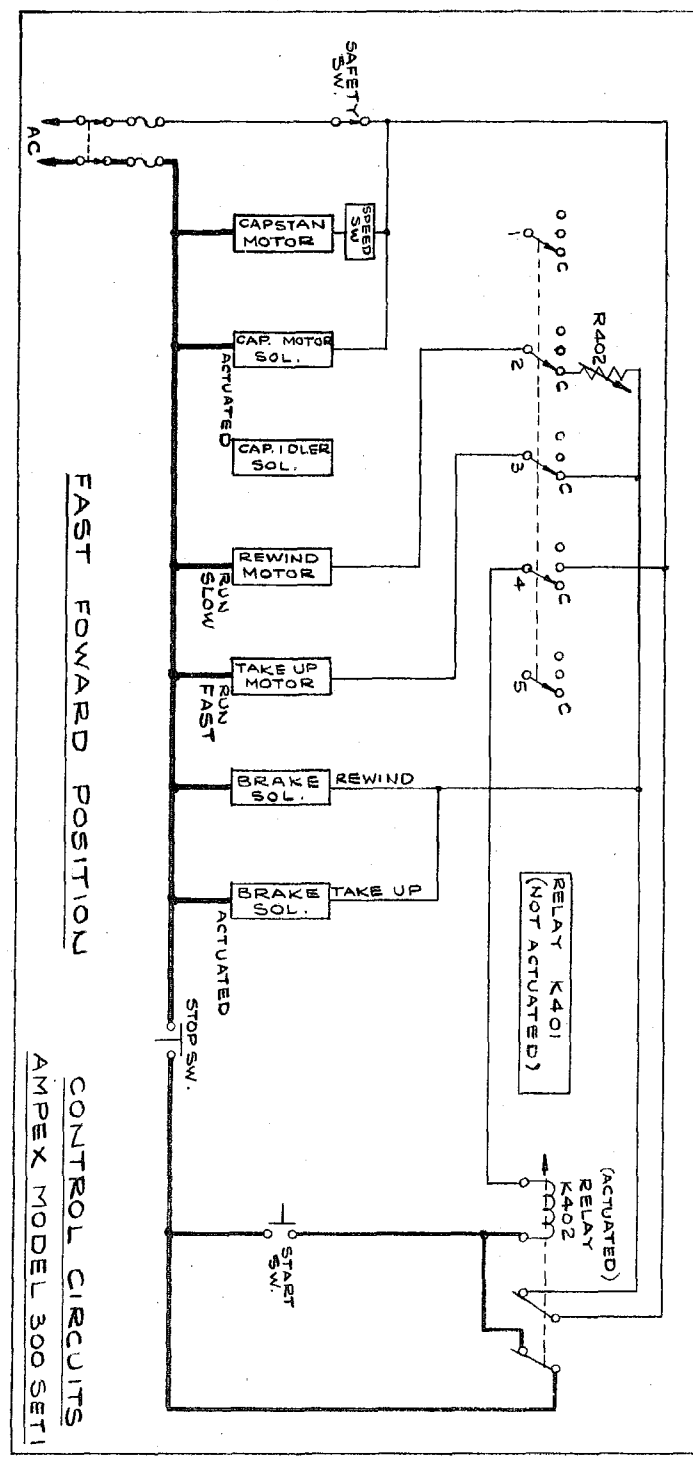 SAFETY
SW.
AC
CAPSTAN
MOTOR
SPEED
SW
CAP. MOTOR
SOL.
ACTUATED
CAP. IDLER
SOL.
REWIND
MOTOR
RUN
SLOW
TAKE UP
MOTOR
RUN
FAST
BRAKE
SOL.
REWIND
BRAKE
SOL.
TAKE UP
ACTUATED
STOP SW.
START
SW.
1
C
2
C
R402
3
C
4
C
5
C
RELAY K401
(NOT ACTUATED)
(ACTUATED)
RELAY
K402
FAST FOWARD POSITION
CONTROL CIRCUITS
AMPEX MODEL 300 SET I